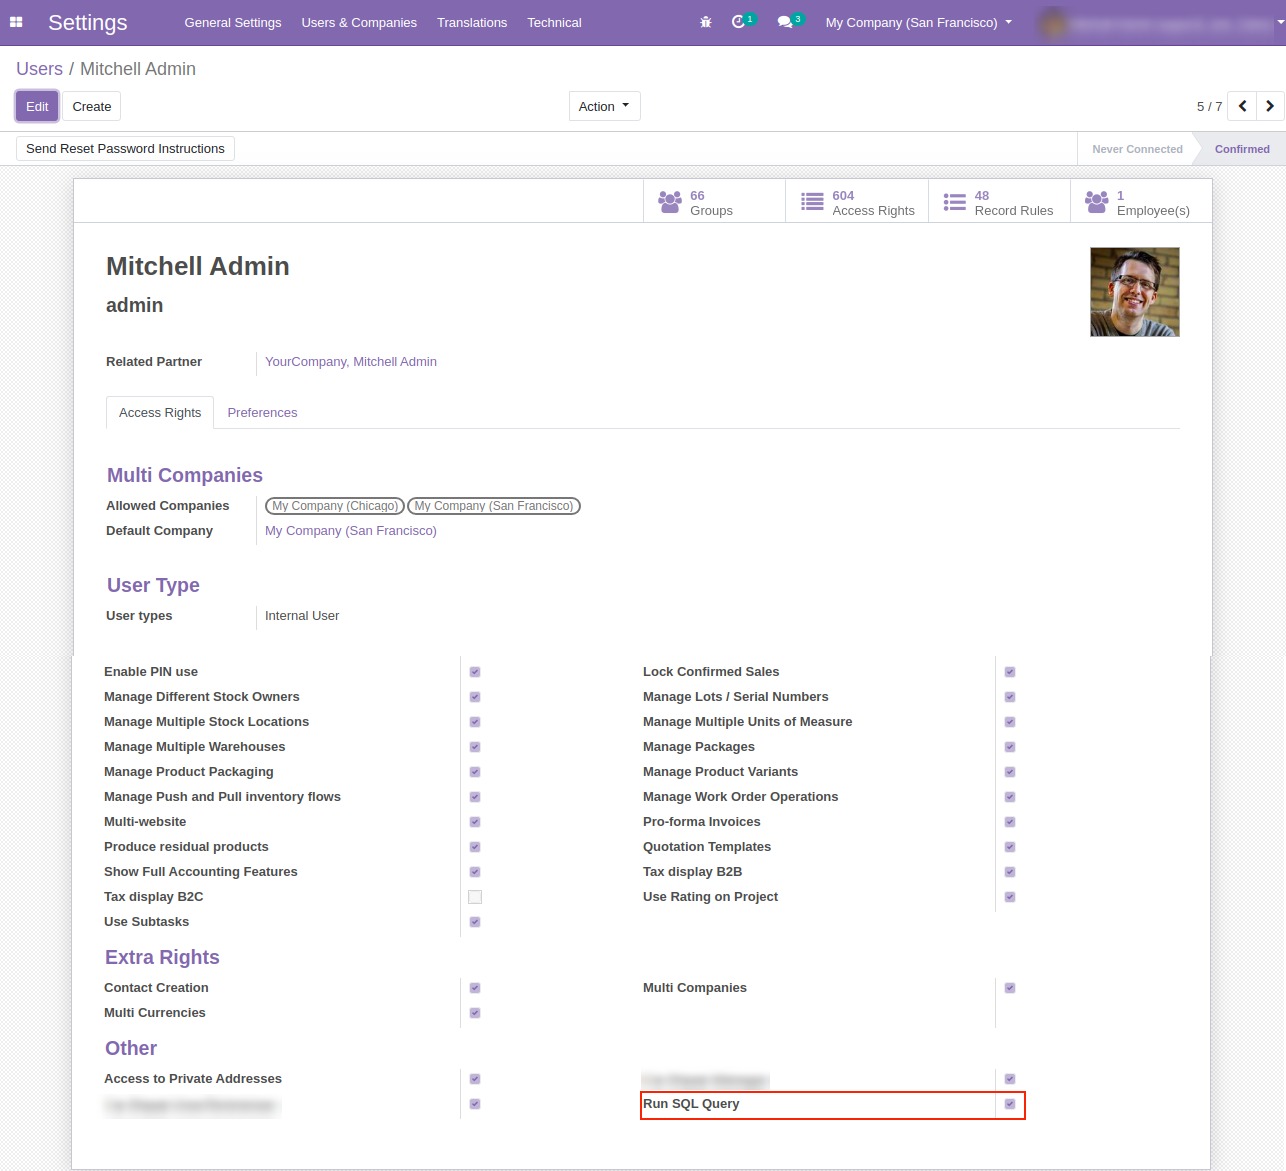 Settings General Settings Users & Companies Translations Technical 1 3 My Company (San Francisco)
Users / Mitchell Admin
Edit Create Action 5 / 7
Send Reset Password Instructions Never Connected Confirmed
66 Groups 604 Access Rights 48 Record Rules 1 Employee(s)
Mitchell Admin
admin
Related Partner YourCompany, Mitchell Admin
Access Rights Preferences
Multi Companies
Allowed Companies My Company (Chicago) My Company (San Francisco)
Default Company My Company (San Francisco)
User Type
User types Internal User
Enable PIN use Lock Confirmed Sales
Manage Different Stock Owners Manage Lots / Serial Numbers
Manage Multiple Stock Locations Manage Multiple Units of Measure
Manage Multiple Warehouses Manage Packages
Manage Product Packaging Manage Product Variants
Manage Push and Pull inventory flows Manage Work Order Operations
Multi-website Pro-forma Invoices
Produce residual products Quotation Templates
Show Full Accounting Features Tax display B2B
Tax display B2C Use Rating on Project
Use Subtasks
Extra Rights
Contact Creation Multi Companies
Multi Currencies
Other
Access to Private Addresses
Run SQL Query